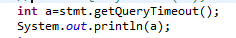 int a=stmt.getQueryTimeout();
System.out.println(a);